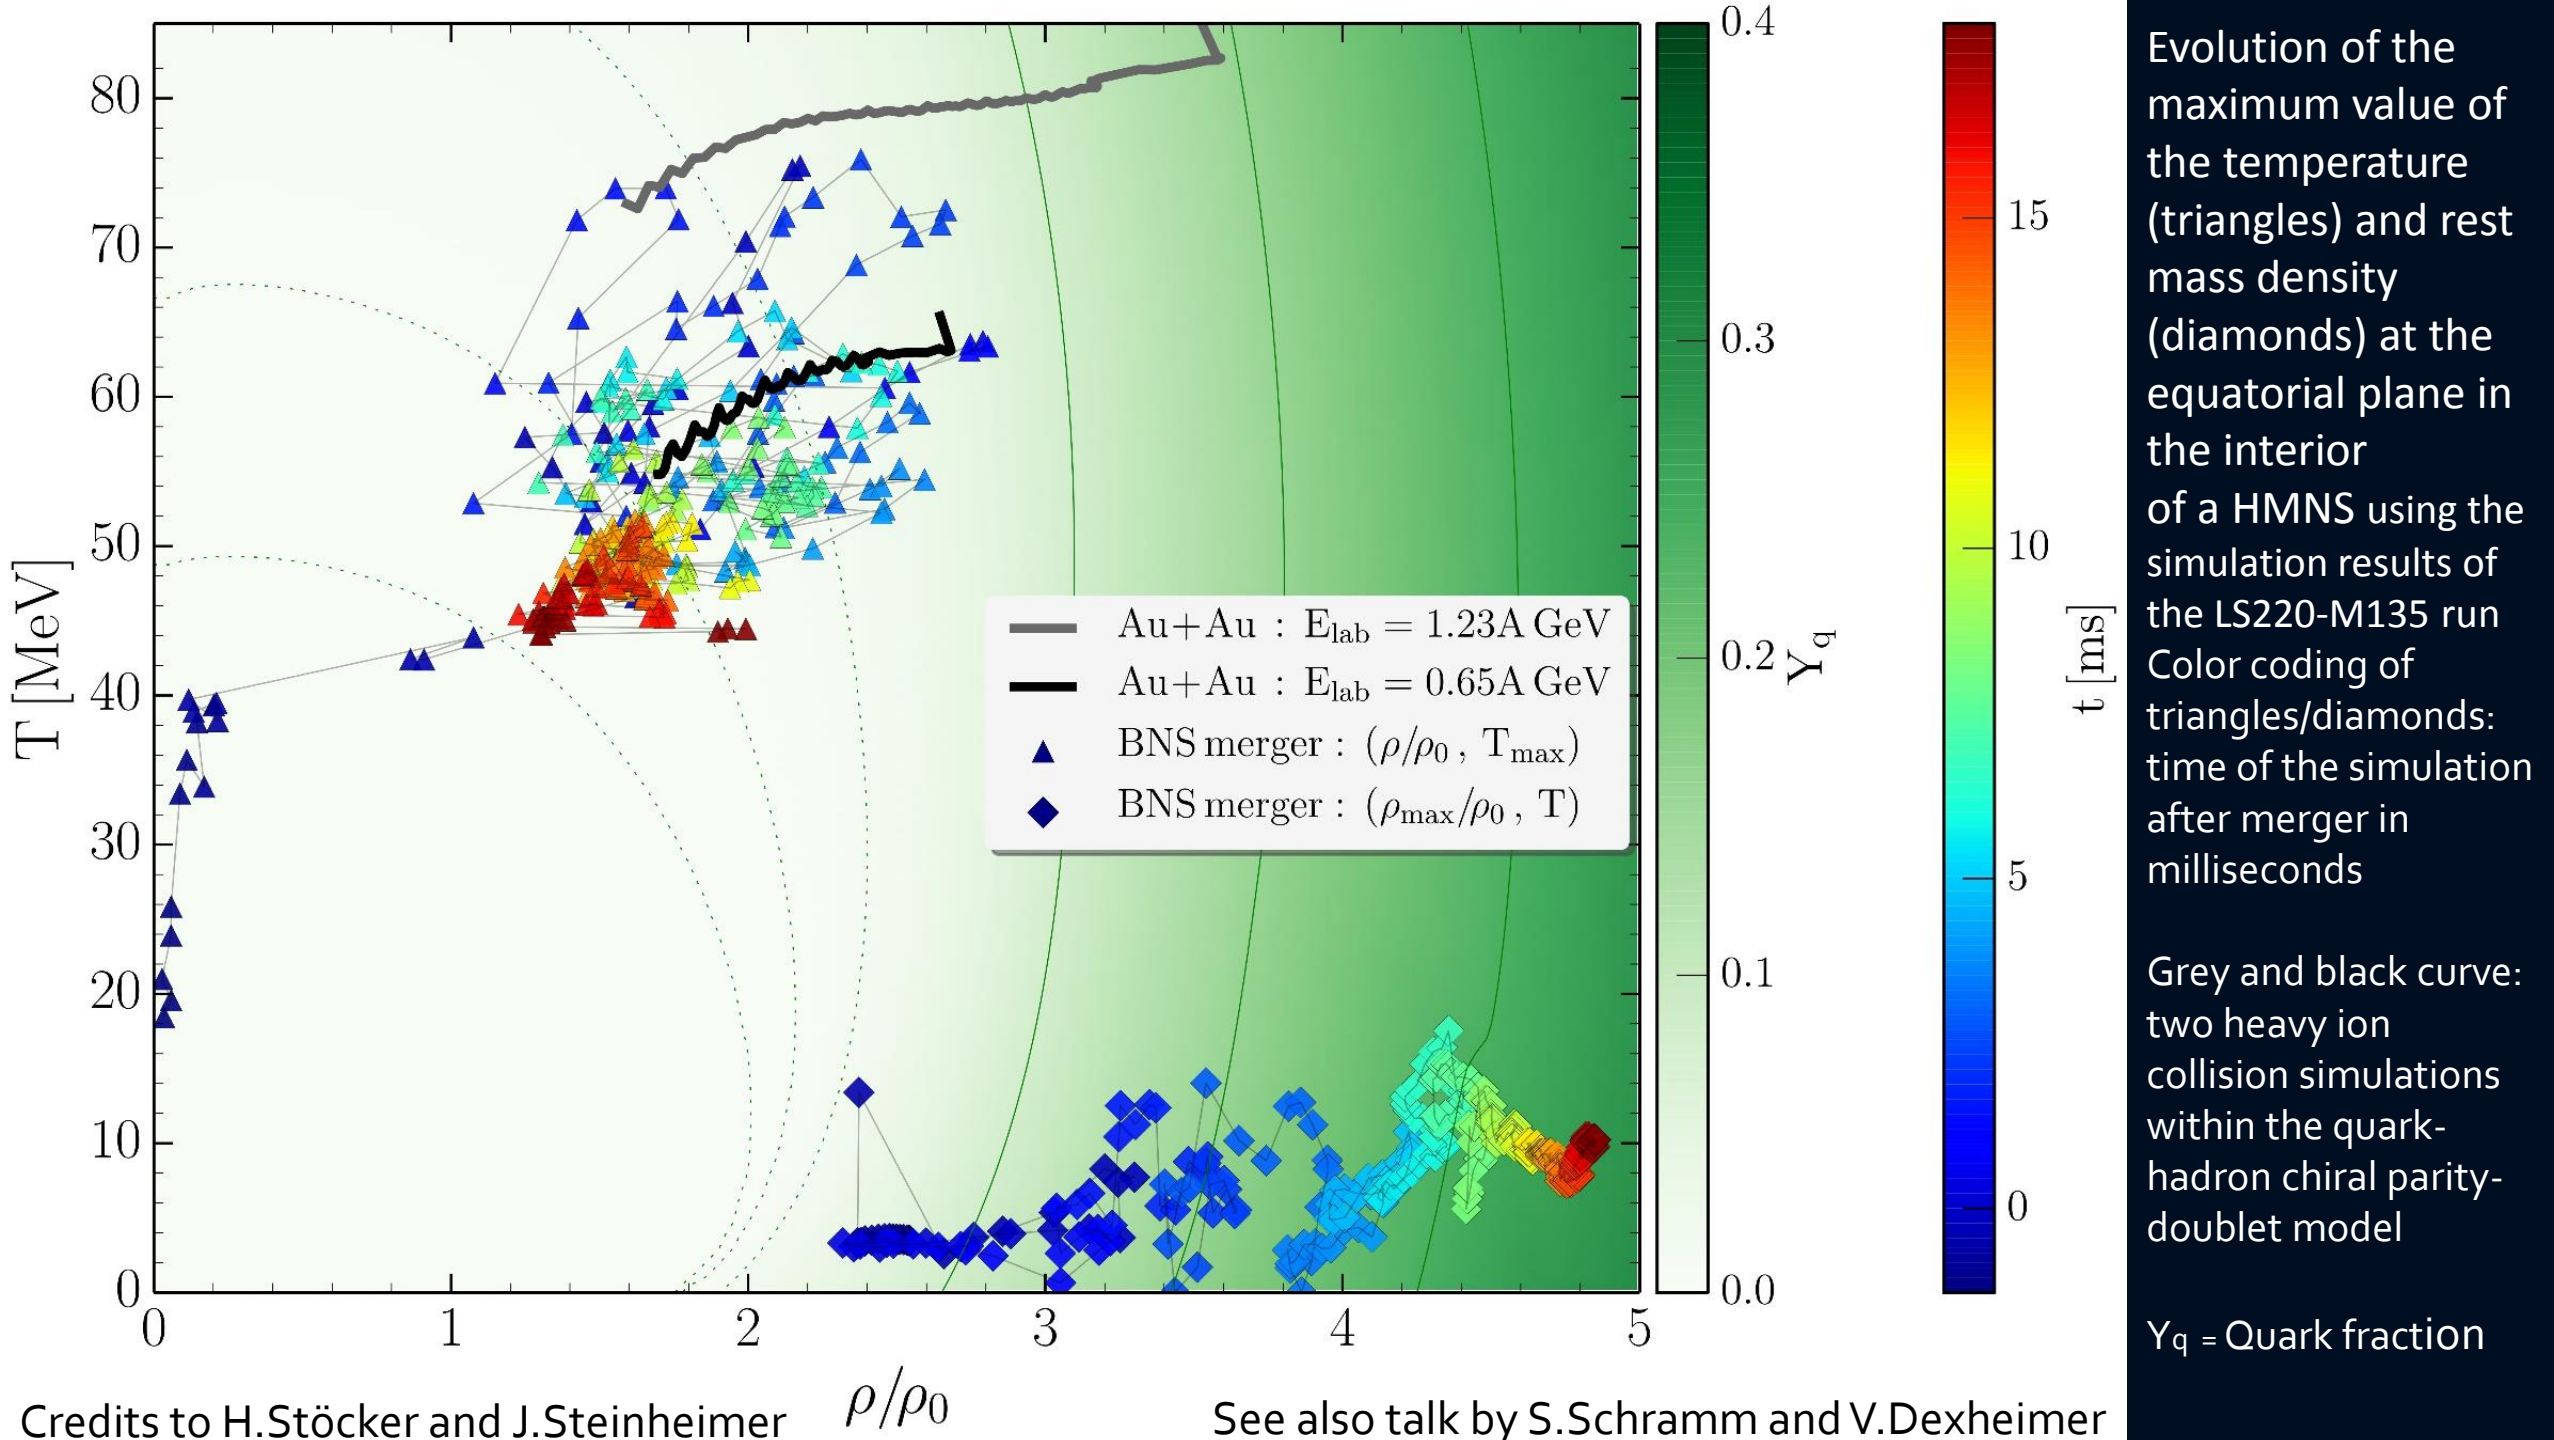 80
70
60
50
40
30
20
10
0
T [MeV]
0
1
2
3
4
5
ρ/ρ₀
Au+Au : E_lab = 1.23A GeV
Au+Au : E_lab = 0.65A GeV
BNS merger : (ρ/ρ₀ , T_max)
BNS merger : (ρ_max/ρ₀ , T)
0.4
0.3
0.2
0.1
0.0
Y_q
15
10
5
0
t [ms]
Evolution of the
maximum value of
the temperature
(triangles) and rest
mass density
(diamonds) at the
equatorial plane in
the interior
of a HMNS using the
simulation results of
the LS220-M135 run
Color coding of
triangles/diamonds:
time of the simulation
after merger in
milliseconds
Grey and black curve:
two heavy ion
collision simulations
within the quark-
hadron chiral parity-
doublet model
Yq = Quark fraction
Credits to H.Stöcker and J.Steinheimer
See also talk by S.Schramm and V.Dexheimer